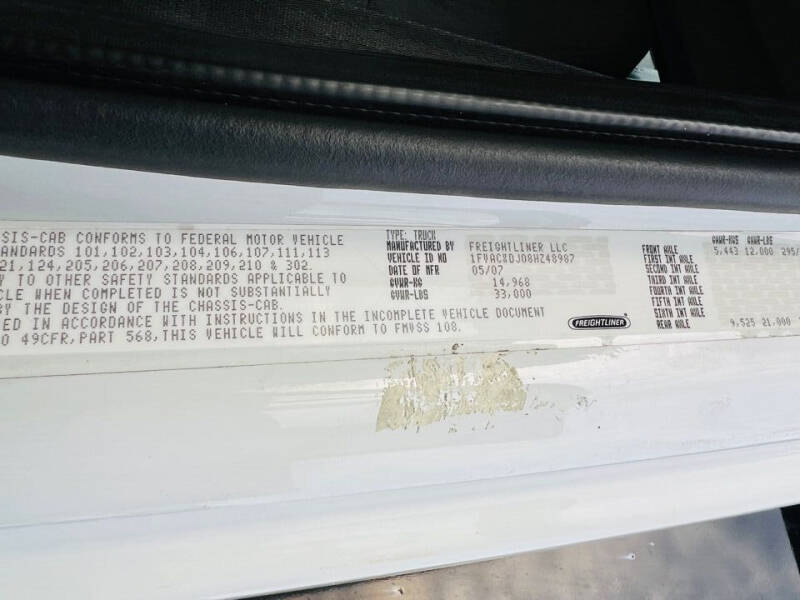 SIS-CAB CONFORMS TO FEDERAL MOTOR VEHICLE
ANDARDS 101,102,103,104,106,107,111,113
21,124,205,206,207,208,209,210 & 302.
Y TO OTHER SAFETY STANDARDS APPLICABLE TO
CLE WHEN COMPLETED IS NOT SUBSTANTIALLY
BY THE DESIGN OF THE CHASSIS-CAB.
ED IN ACCORDANCE WITH INSTRUCTIONS IN THE INCOMPLETE VEHICLE DOCUMENT
O 49CFR,PART 568,THIS VEHICLE WILL CONFORM TO FMVSS 108.
TYPE: TRUCK
MANUFACTURED BY FREIGHTLINER LLC
VEHICLE ID NO 1FVACXDJ08HZ48987
DATE OF MFR 05/07
GVWR-KG 14,968
GVWR-LBS 33,000
FREIGHTLINER
GAWR-KGS GAWR-LBS
FRONT AXLE 5,443 12,000 295/
FIRST INT AXLE
SECOND INT AXLE
THIRD INT AXLE
FOURTH INT AXLE
FIFTH INT AXLE
SIXTH INT AXLE
REAR AXLE 9,525 21,000